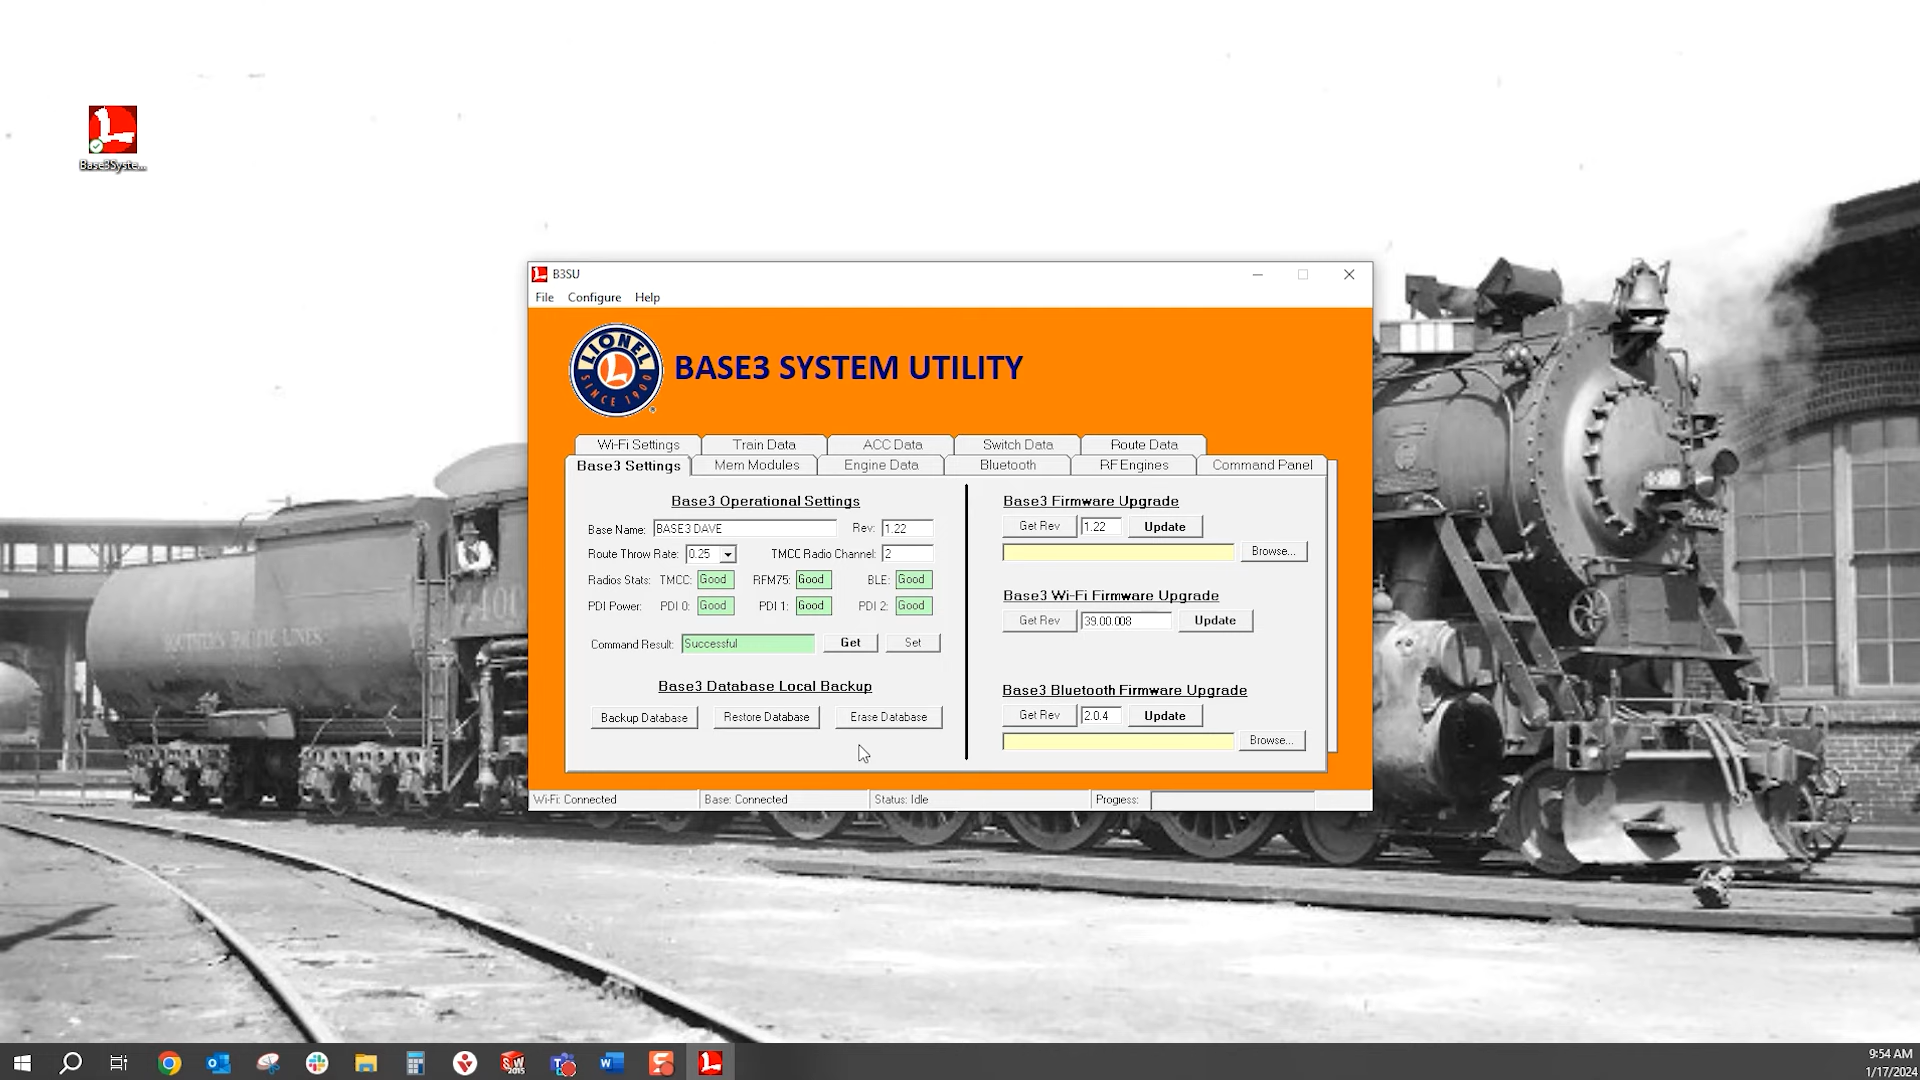 Base3Syste...
B3SU
File Configure Help
LIONEL
SINCE 1900
BASE3 SYSTEM UTILITY
Wi-Fi Settings Train Data ACC Data Switch Data Route Data
Base3 Settings Mem Modules Engine Data Bluetooth RF Engines Command Panel
Base3 Operational Settings
Base Name: BASE3 DAVE Rev: 1.22
Route Throw Rate: 0.25 TMCC Radio Channel: 2
Radios Stats: TMCC: Good RFM75: Good BLE: Good
PDI Power: PDI 0: Good PDI 1: Good PDI 2: Good
Command Result: Successful Get Set
Base3 Database Local Backup
Backup Database Restore Database Erase Database
Base3 Firmware Upgrade
Get Rev 1.22 Update
Browse...
Base3 Wi-Fi Firmware Upgrade
Get Rev 39.00.008 Update
Base3 Bluetooth Firmware Upgrade
Get Rev 2.0.4 Update
Browse...
Wi-Fi: Connected Base: Connected Status: Idle Progress:
SOUTHERN PACIFIC LINES
9:54 AM
1/17/2024